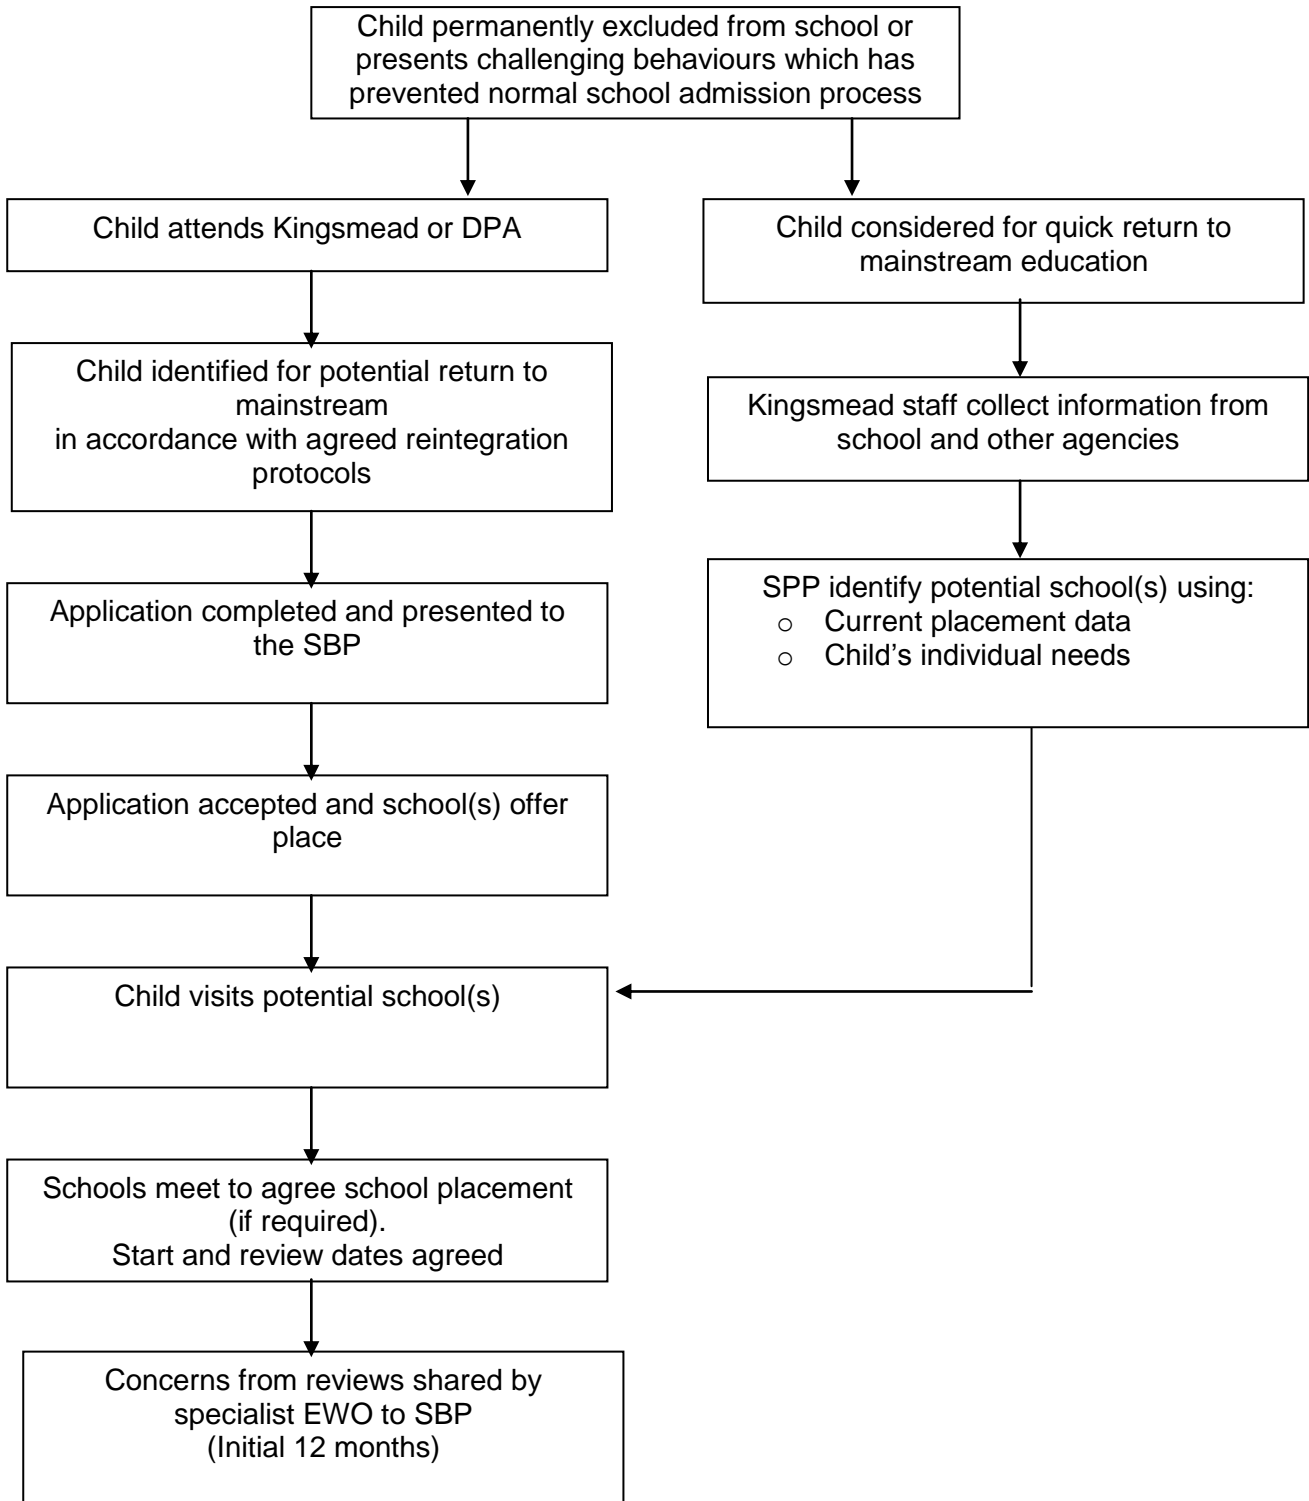 Child permanently excluded from school or
presents challenging behaviours which has
prevented normal school admission process
Child attends Kingsmead or DPA
Child considered for quick return to
mainstream education
Child identified for potential return to
mainstream
in accordance with agreed reintegration
protocols
Kingsmead staff collect information from
school and other agencies
Application completed and presented to
the SBP
SPP identify potential school(s) using:
o Current placement data
o Child's individual needs
Application accepted and school(s) offer
place
Child visits potential school(s)
Schools meet to agree school placement
(if required).
Start and review dates agreed
Concerns from reviews shared by
specialist EWO to SBP
(Initial 12 months)